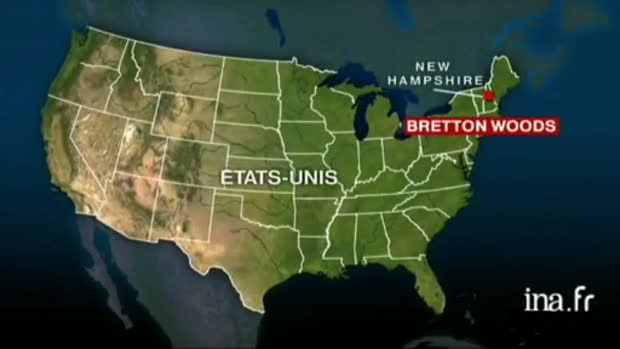 NEW
HAMPSHIRE
BRETTON WOODS
ÉTATS-UNIS
ina.fr